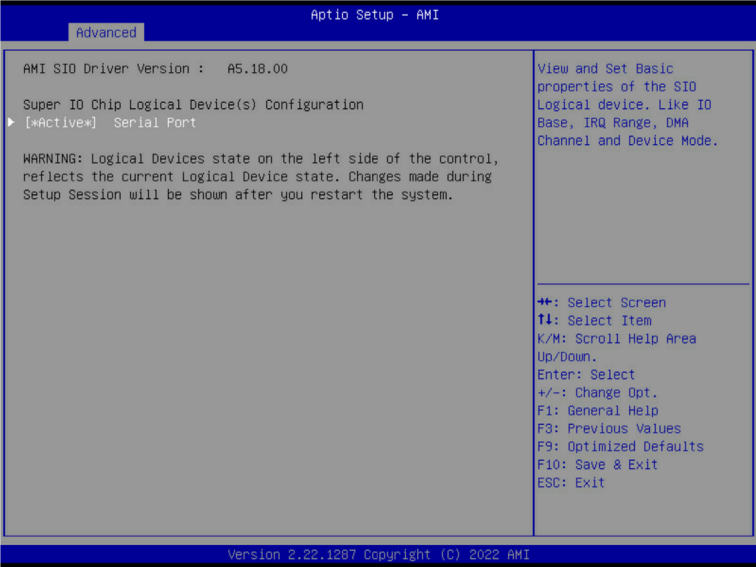 Aptio Setup – AMI
Advanced
AMI SIO Driver Version : A5.18.00
Super IO Chip Logical Device(s) Configuration
[*Active*] Serial Port
WARNING: Logical Devices state on the left side of the control,
reflects the current Logical Device state. Changes made during
Setup Session will be shown after you restart the system.
View and Set Basic
properties of the SIO
Logical device. Like IO
Base, IRQ Range, DMA
Channel and Device Mode.
→←: Select Screen
↑↓: Select Item
K/M: Scroll Help Area
Up/Down.
Enter: Select
+/-: Change Opt.
F1: General Help
F3: Previous Values
F9: Optimized Defaults
F10: Save & Exit
ESC: Exit
Version 2.22.1287 Copyright (C) 2022 AMI